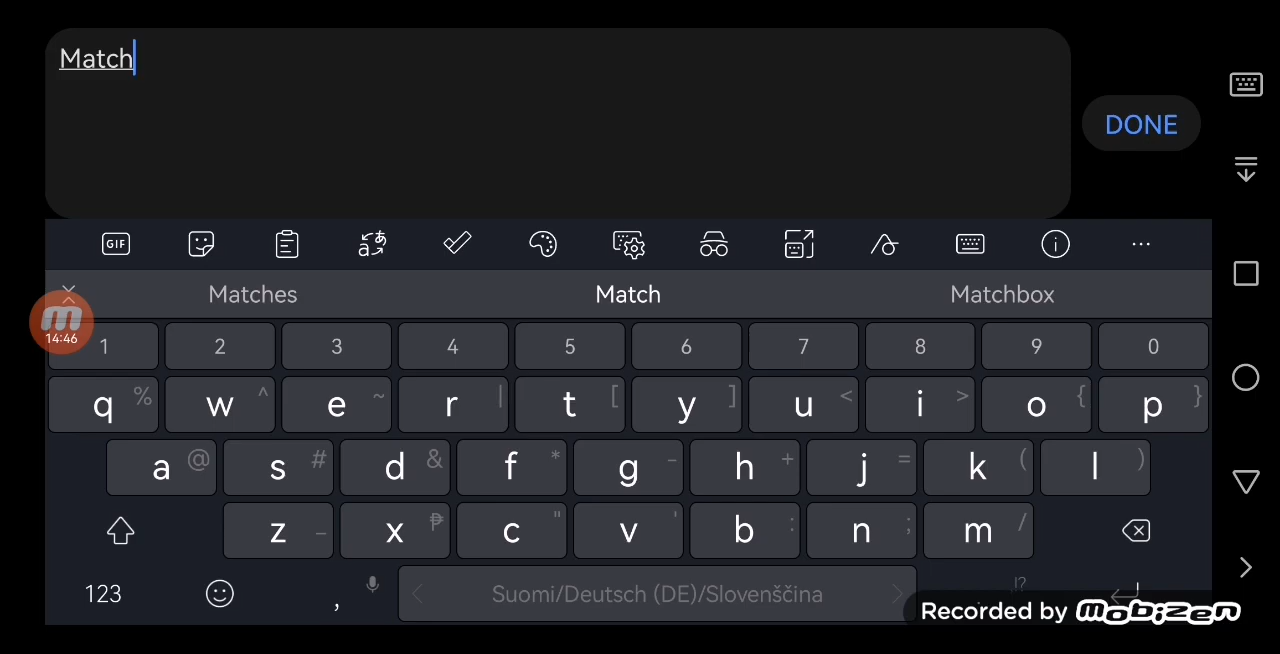 Match
DONE
GIF
Matches Match Matchbox
14:46
1 2 3 4 5 6 7 8 9 0
q % w ^ e ~ r | t [ y ] u < i > o { p }
a @ s # d & f * g - h + j = k ( l )
z _ x ₱ c " v ' b : n ; m /
123 , < Suomi/Deutsch (DE)/Slovenščina > !?
Recorded by mobizen